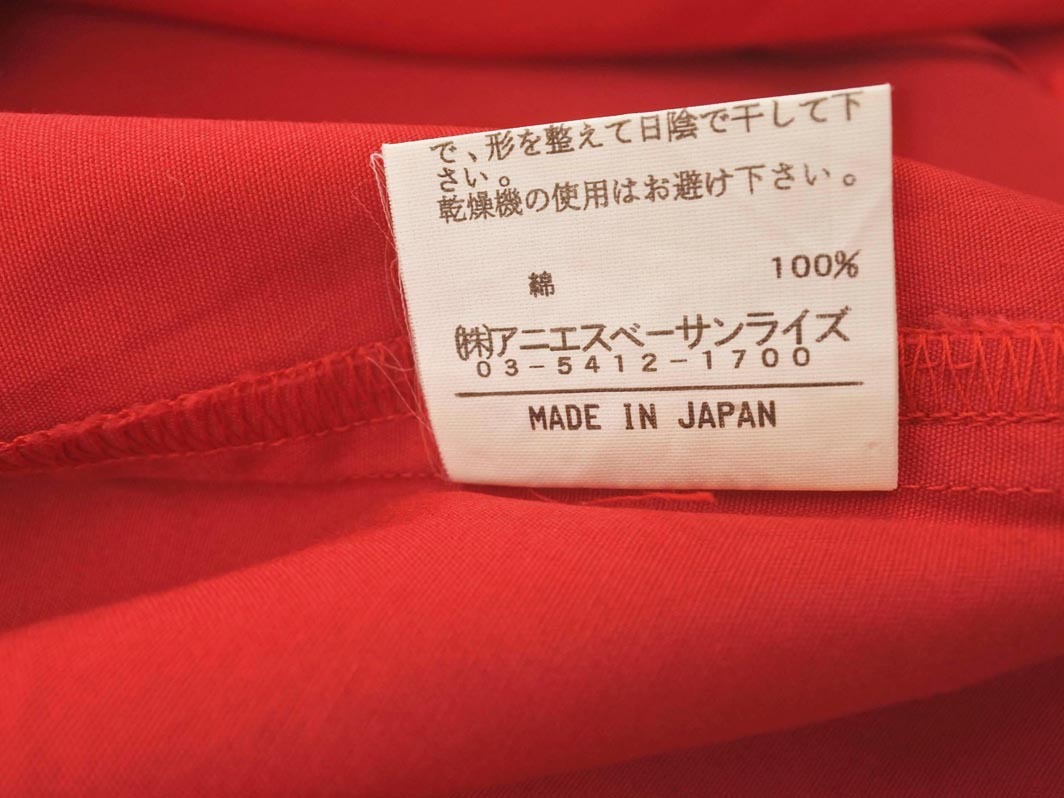 で、形を整えて日陰で干して下
さい。
乾燥機の使用はお避け下さい。
綿 100%
㈱アニエスベーサンライズ
03-5412-1700
MADE IN JAPAN